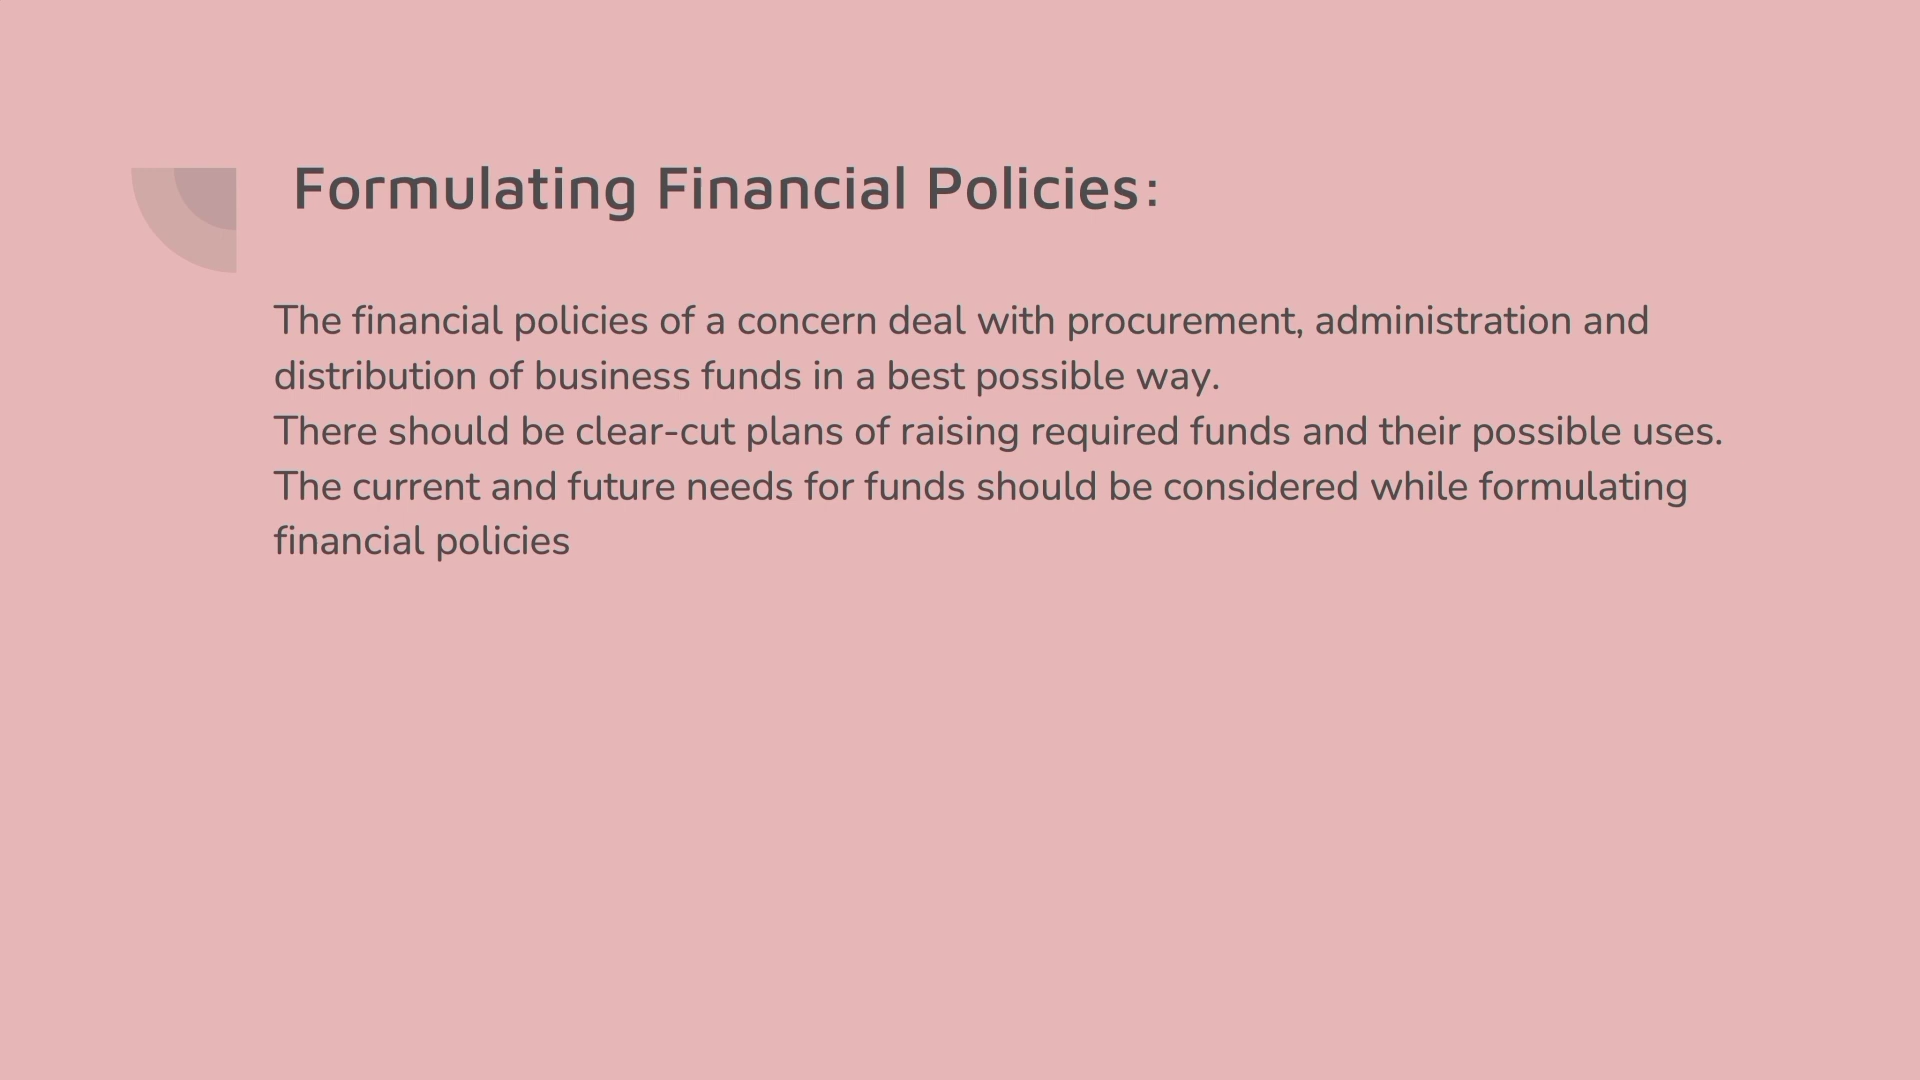 Formulating Financial Policies:
The financial policies of a concern deal with procurement, administration and
distribution of business funds in a best possible way.
There should be clear-cut plans of raising required funds and their possible uses.
The current and future needs for funds should be considered while formulating
financial policies